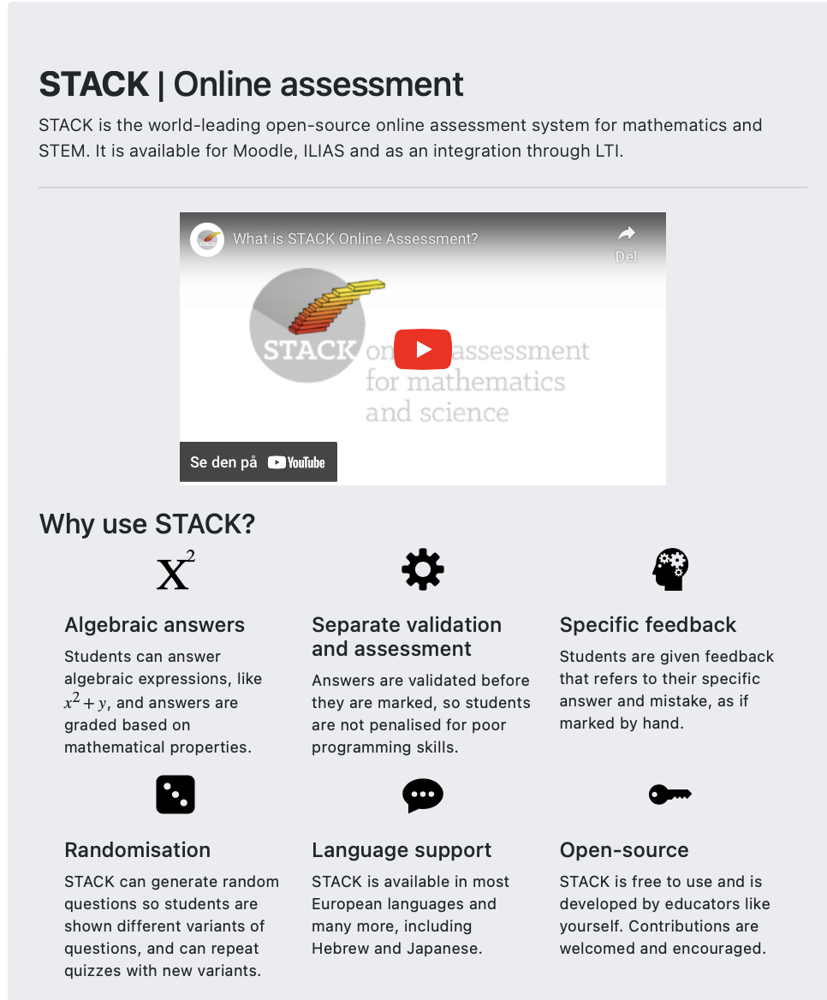 STACK | Online assessment
STACK is the world-leading open-source online assessment system for mathematics and
STEM. It is available for Moodle, ILIAS and as an integration through LTI.
STACK
What is STACK Online Assessment?
Del
STACK
assessment
for mathematics
and science
Se den på YouTube
Why use STACK?
x²
Algebraic answers
Students can answer
algebraic expressions, like
x² + y, and answers are
graded based on
mathematical properties.
Separate validation
and assessment
Answers are validated before
they are marked, so students
are not penalised for poor
programming skills.
Specific feedback
Students are given feedback
that refers to their specific
answer and mistake, as if
marked by hand.
Randomisation
STACK can generate random
questions so students are
shown different variants of
questions, and can repeat
quizzes with new variants.
Language support
STACK is available in most
European languages and
many more, including
Hebrew and Japanese.
Open-source
STACK is free to use and is
developed by educators like
yourself. Contributions are
welcomed and encouraged.